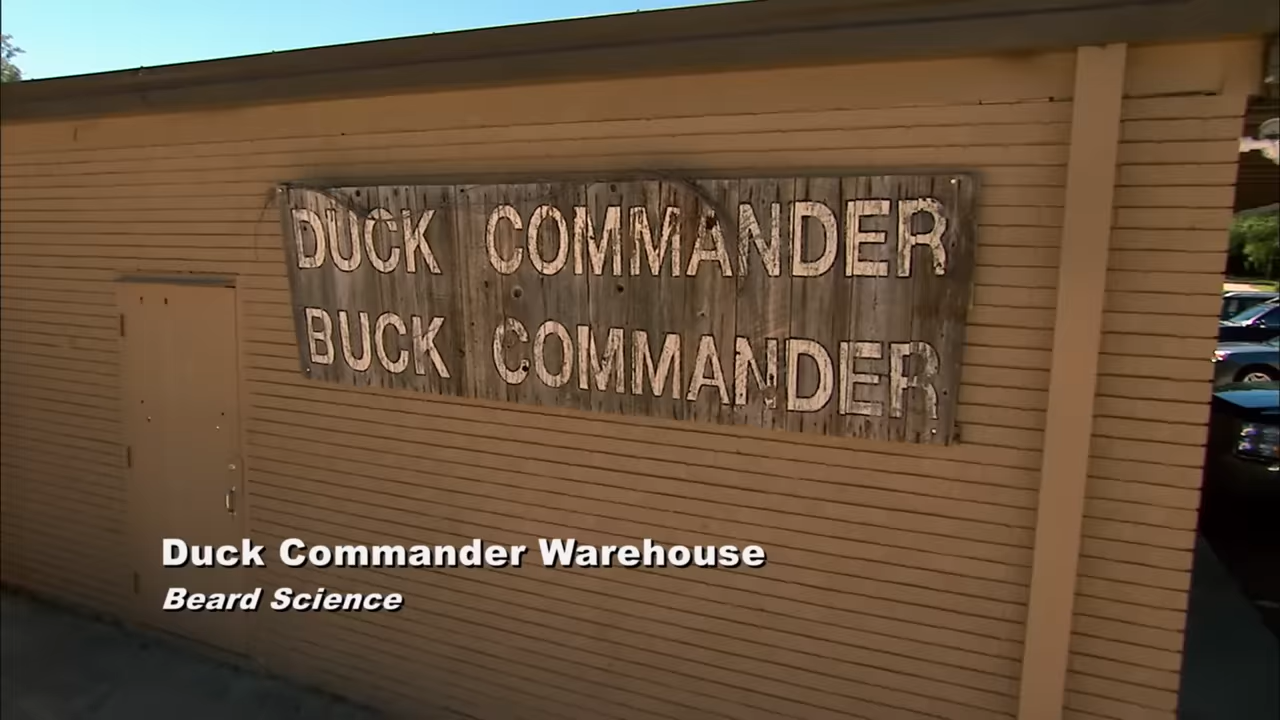 DUCK COMMANDER
BUCK COMMANDER
Duck Commander Warehouse
Beard Science